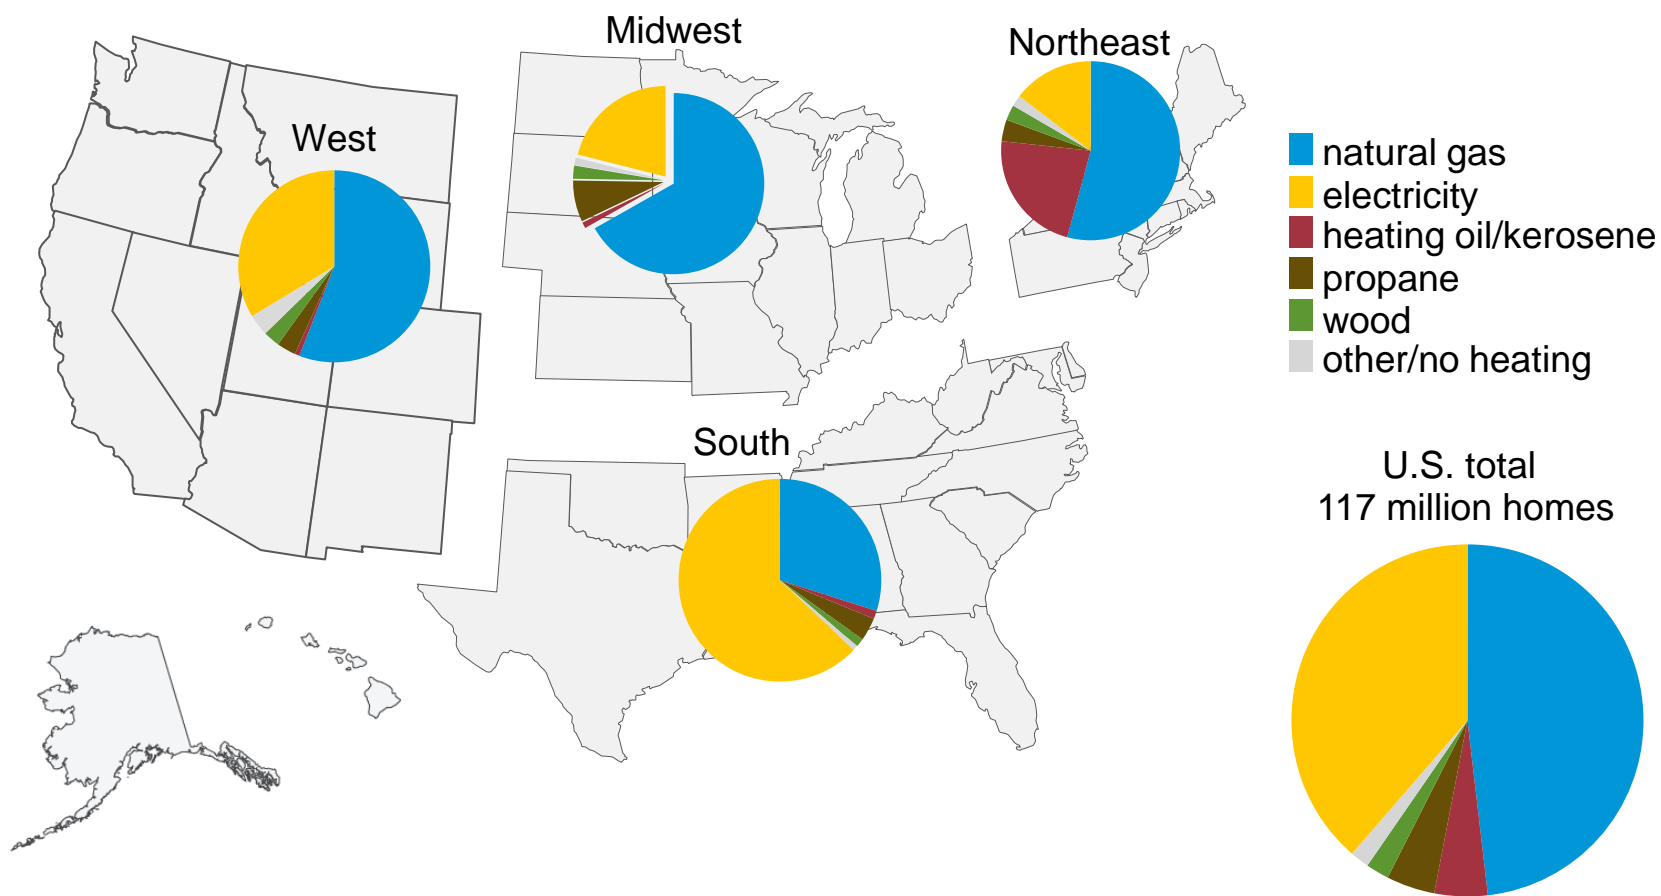 Midwest
Northeast
West
South
natural gas
electricity
heating oil/kerosene
propane
wood
other/no heating
U.S. total
117 million homes